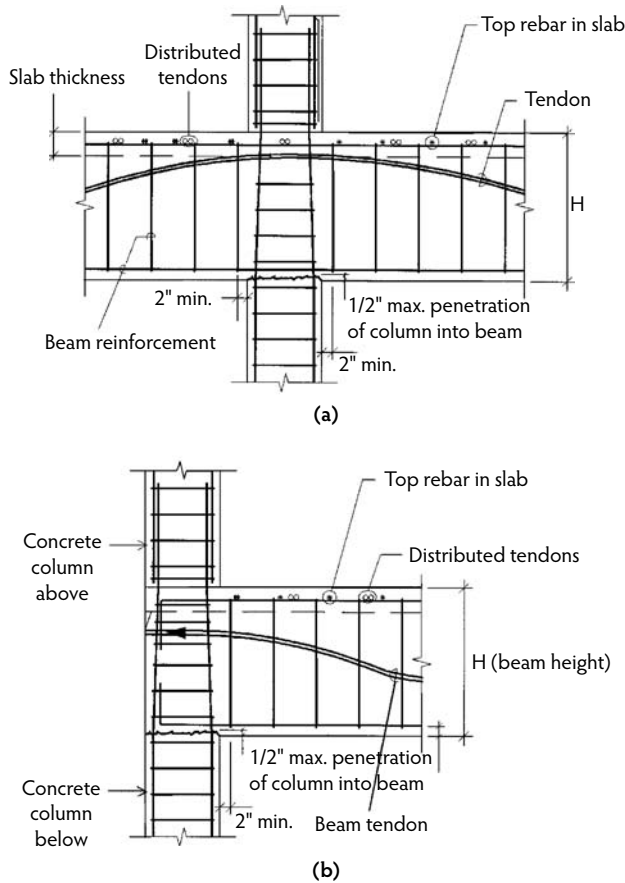 Top rebar in slab
Distributed
tendons
Slab thickness
Tendon
H
2" min.
1/2" max. penetration
of column into beam
Beam reinforcement
2" min.
(a)
Top rebar in slab
Concrete
column
above
Distributed tendons
H (beam height)
1/2" max. penetration
of column into beam
Concrete
column
below
2" min.
Beam tendon
(b)